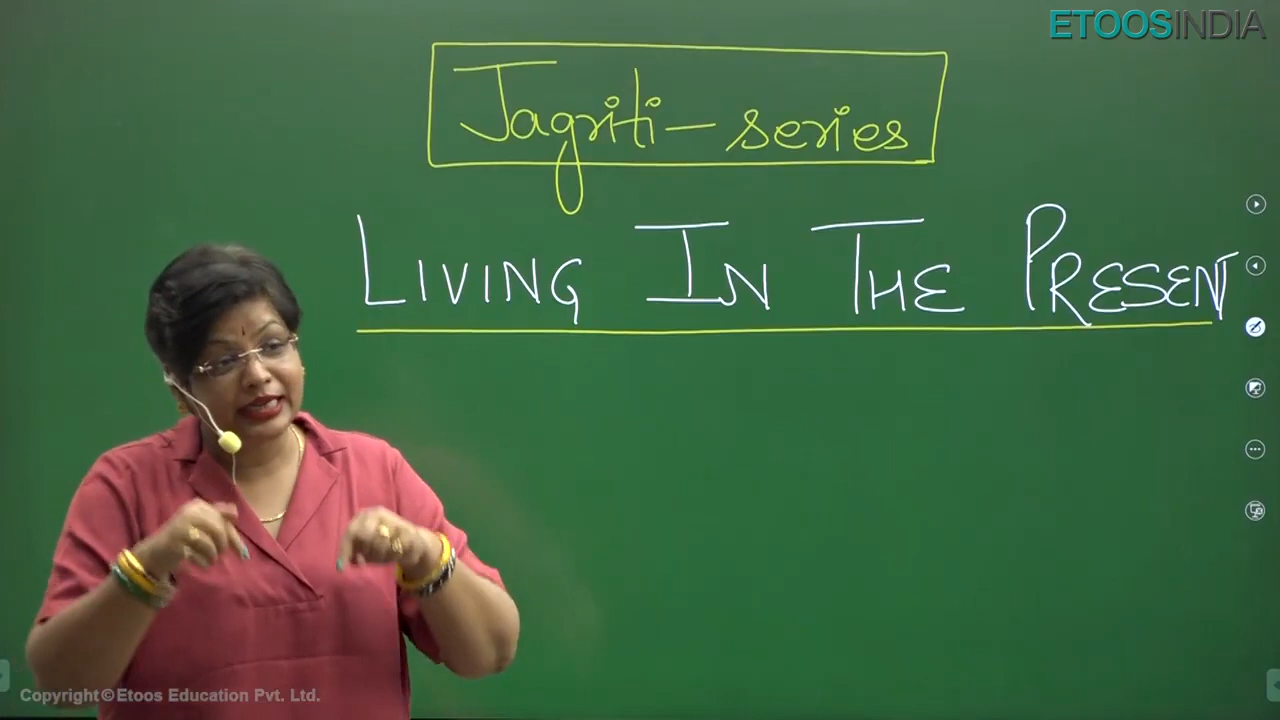 ETOOSINDIA
Jagriti - series
LIVING IN THE PRESENT
Copyright © Etoos Education Pvt. Ltd.